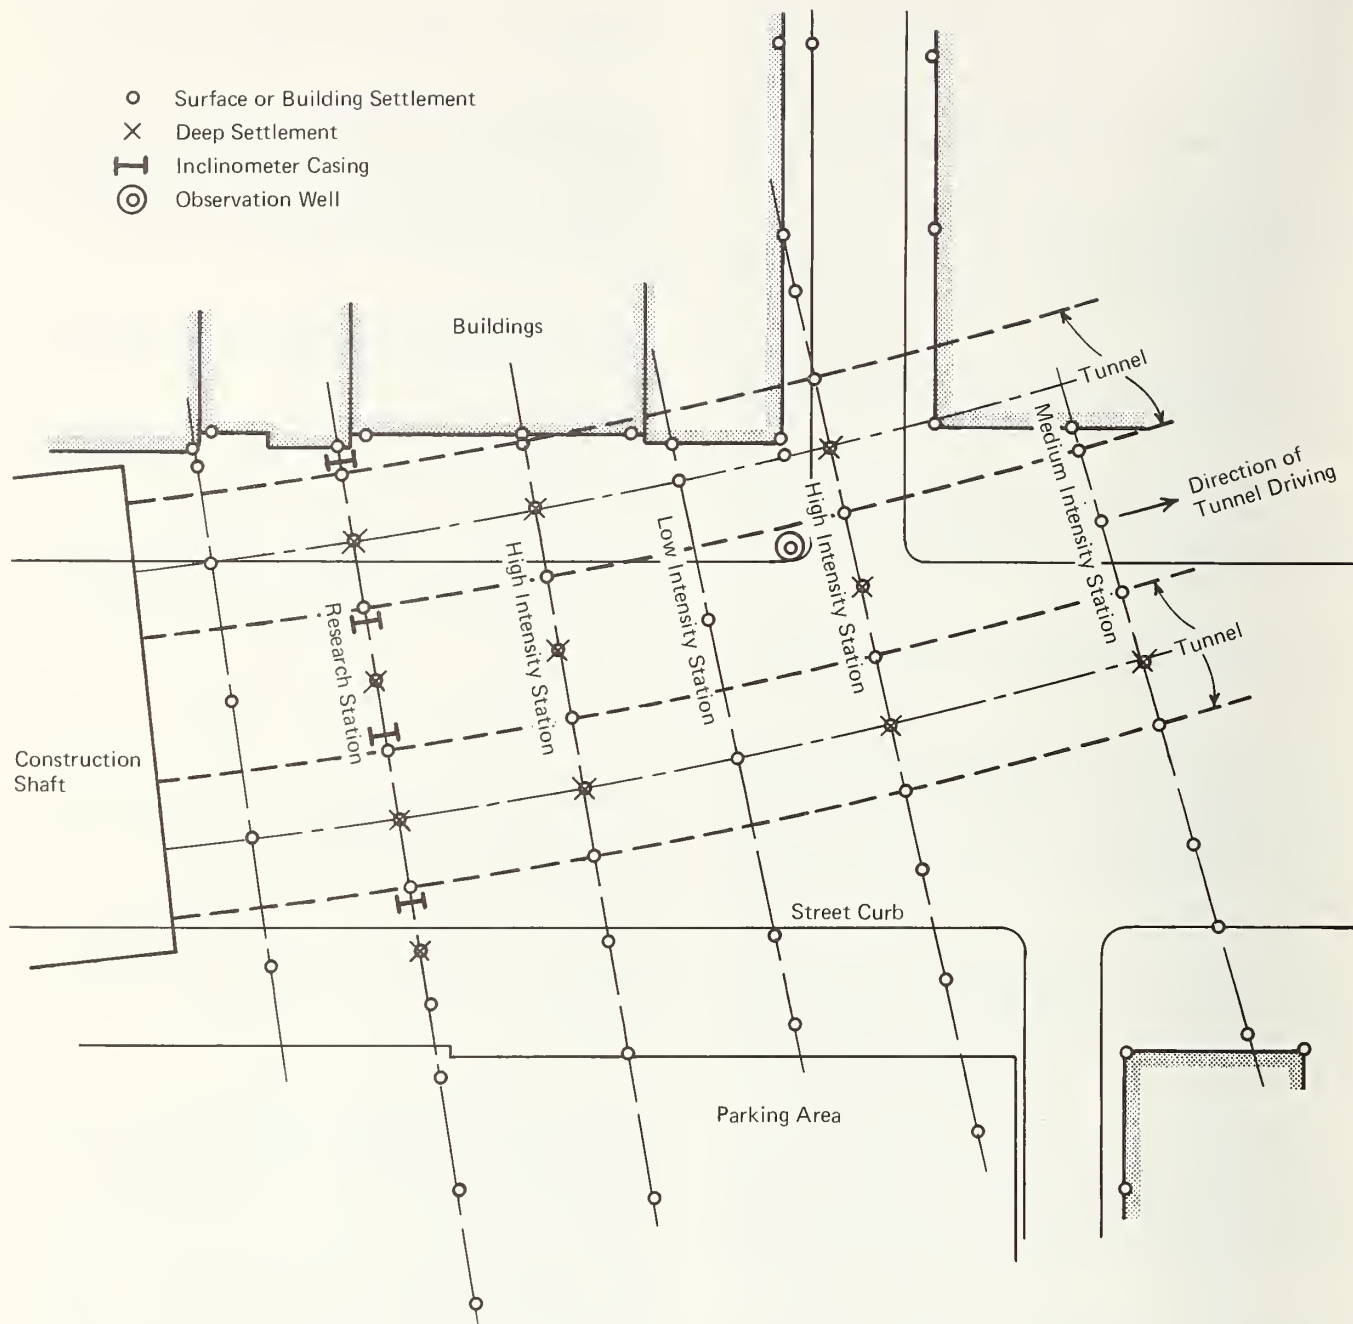 Surface or Building Settlement
Deep Settlement
Inclinometer Casing
Observation Well
Buildings
Tunnel
Direction of
Tunnel Driving
Medium Intensity Station
High Intensity Station
Low Intensity Station
High Intensity Station
Research Station
Tunnel
Construction
Shaft
Street Curb
Parking Area